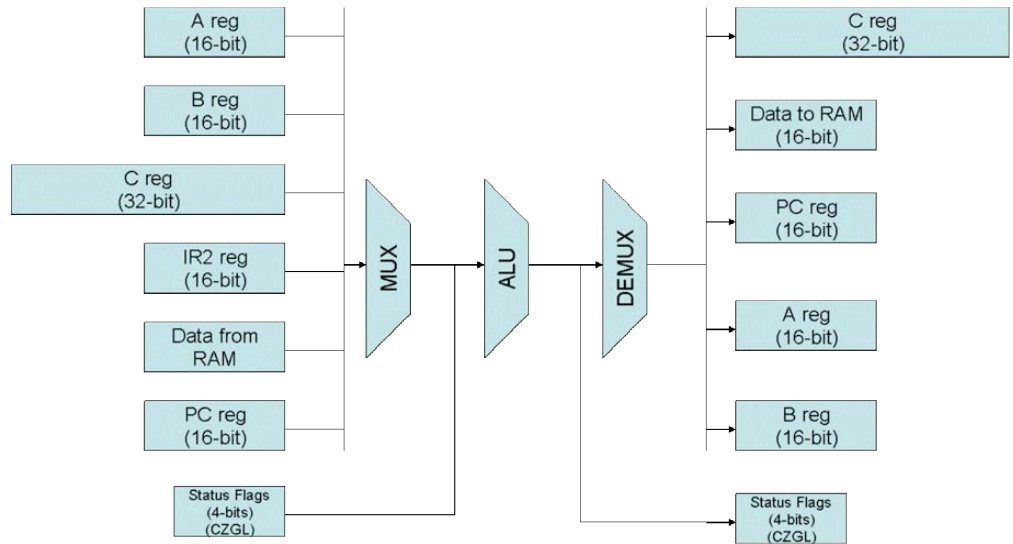 A reg
(16-bit)
B reg
(16-bit)
C reg
(32-bit)
IR2 reg
(16-bit)
Data from
RAM
PC reg
(16-bit)
Status Flags
(4-bits)
(CZGL)
MUX
ALU
DEMUX
C reg
(32-bit)
Data to RAM
(16-bit)
PC reg
(16-bit)
A reg
(16-bit)
B reg
(16-bit)
Status Flags
(4-bits)
(CZGL)